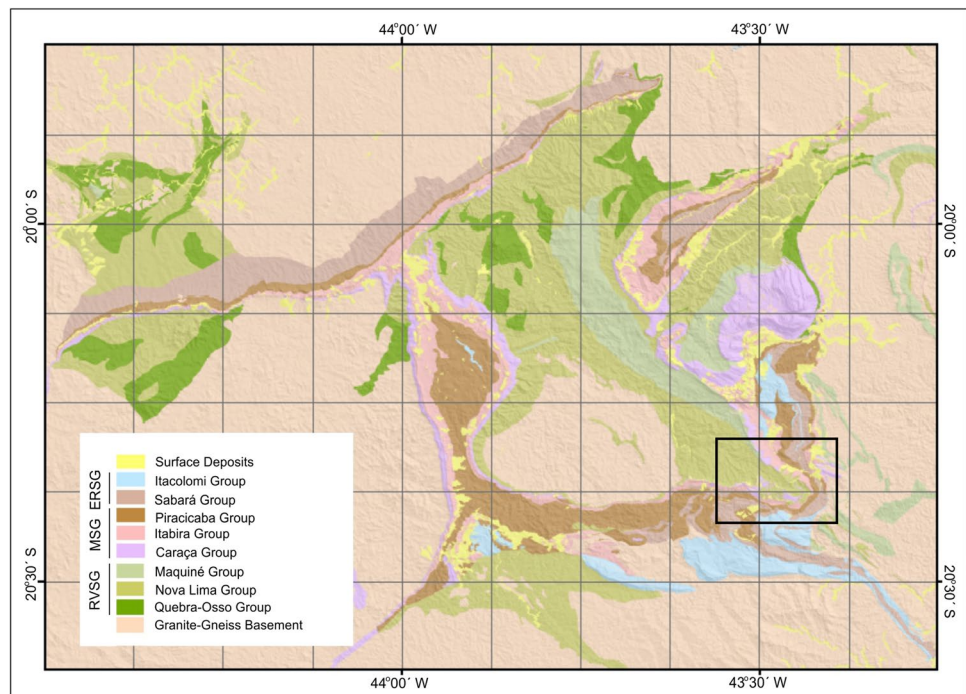 44°00´ W
43°30´ W
20°00´ S
20°00´ S
Surface Deposits
Itacolomi Group
Sabará Group
Piracicaba Group
Itabira Group
Caraça Group
Maquiné Group
Nova Lima Group
Quebra-Osso Group
Granite-Gneiss Basement
ERSG
MSG
RVSG
20°30´ S
20°30´ S
44°00´ W
43°30´ W